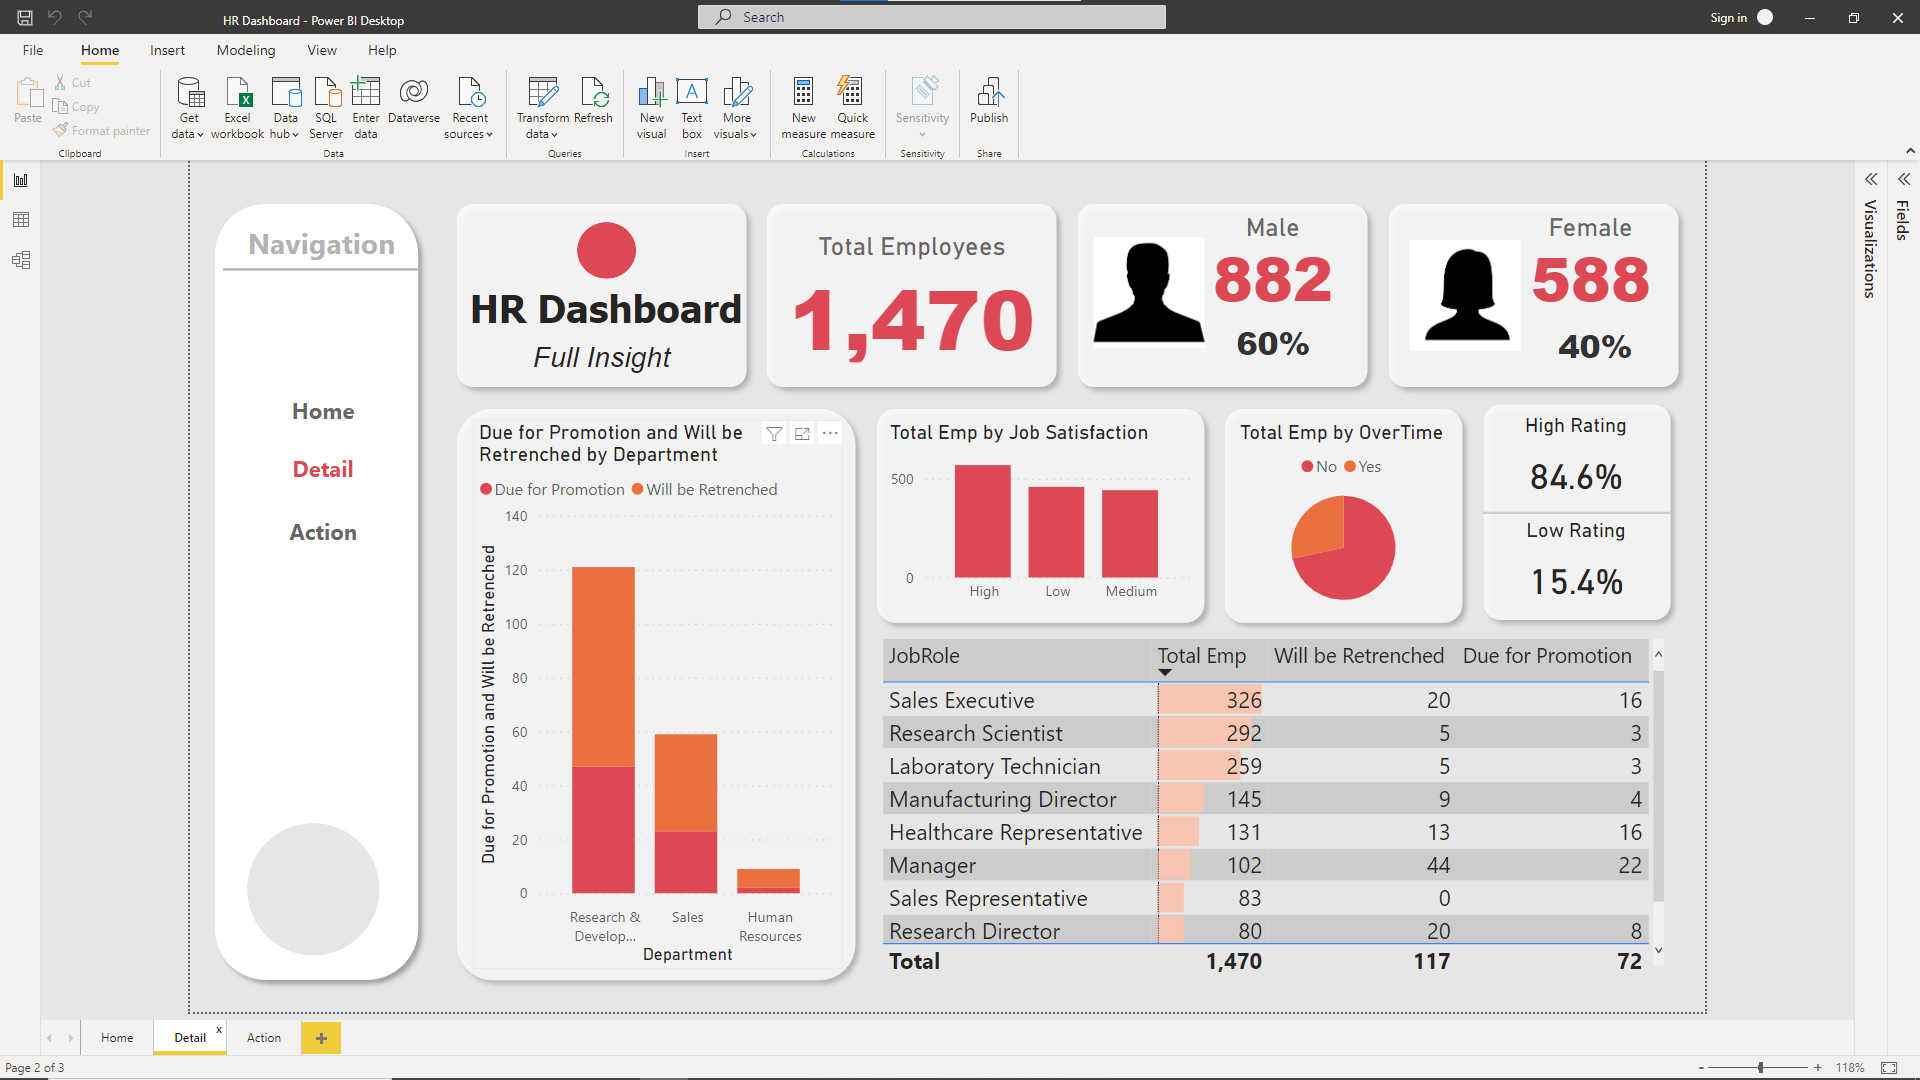 HR Dashboard - Power BI Desktop
Search
Sign in
File Home Insert Modeling View Help
Paste
Cut
Copy
Format painter
Clipboard
Get data
Excel workbook
Data hub
SQL Server
Enter data
Dataverse
Recent sources
Data
Transform data
Refresh
Queries
New visual
Text box
More visuals
Insert
New measure
Quick measure
Calculations
Sensitivity
Sensitivity
Publish
Share
Visualizations
Fields
Navigation
Home
Detail
Action
HR Dashboard
Full Insight
Total Employees
1,470
Male
882
60%
Female
588
40%
Due for Promotion and Will be
Retrenched by Department
Due for Promotion Will be Retrenched
Due for Promotion and Will be Retrenched
140
120
100
80
60
40
20
0
Research & Develop...
Sales
Human Resources
Department
Total Emp by Job Satisfaction
500
0
High Low Medium
Total Emp by OverTime
No Yes
High Rating
84.6%
Low Rating
15.4%
JobRole Total Emp Will be Retrenched Due for Promotion
Sales Executive 326 20 16
Research Scientist 292 5 3
Laboratory Technician 259 5 3
Manufacturing Director 145 9 4
Healthcare Representative 131 13 16
Manager 102 44 22
Sales Representative 83 0
Research Director 80 20 8
Total 1,470 117 72
Home Detail x Action +
Page 2 of 3
- + 118%